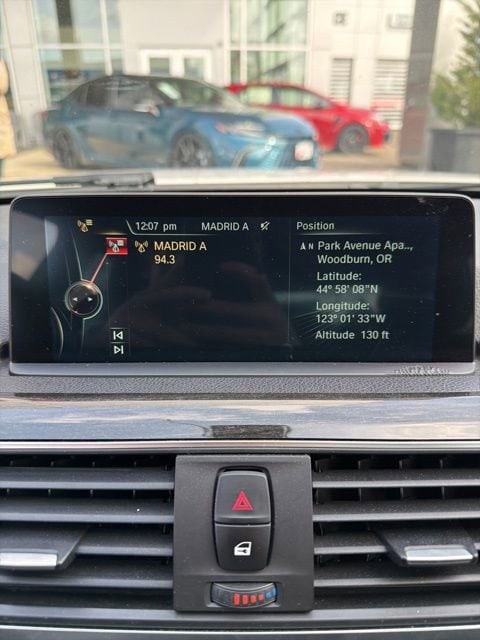 12:07 pm MADRID A Position
MADRID A
94.3
N Park Avenue Apa..,
Woodburn, OR
Latitude:
44° 58' 08"N
Longitude:
123° 01' 33"W
Altitude 130 ft